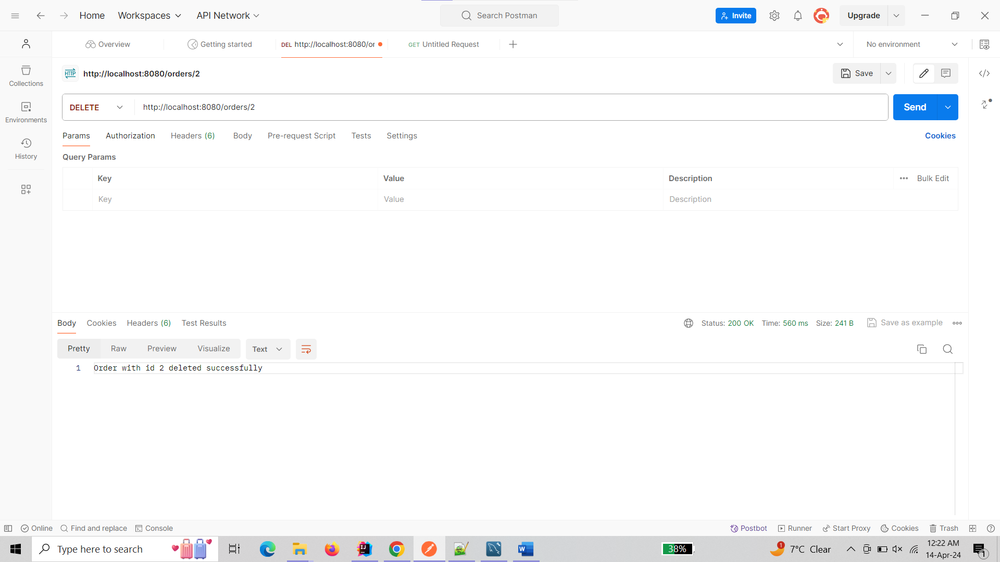 Home Workspaces API Network Search Postman Invite Upgrade
Overview Getting started DEL http://localhost:8080/or GET Untitled Request No environment
HTTP http://localhost:8080/orders/2 Save
Collections
Environments
History
DELETE http://localhost:8080/orders/2 Send
Params Authorization Headers (6) Body Pre-request Script Tests Settings Cookies
Query Params
Key Value Description Bulk Edit
Key Value Description
Body Cookies Headers (6) Test Results Status: 200 OK Time: 560 ms Size: 241 B Save as example
Pretty Raw Preview Visualize Text
1 Order with id 2 deleted successfully
Online Find and replace Console Postbot Runner Start Proxy Cookies Trash
Type here to search 38% 1 7°C Clear 12:22 AM
14-Apr-24 1